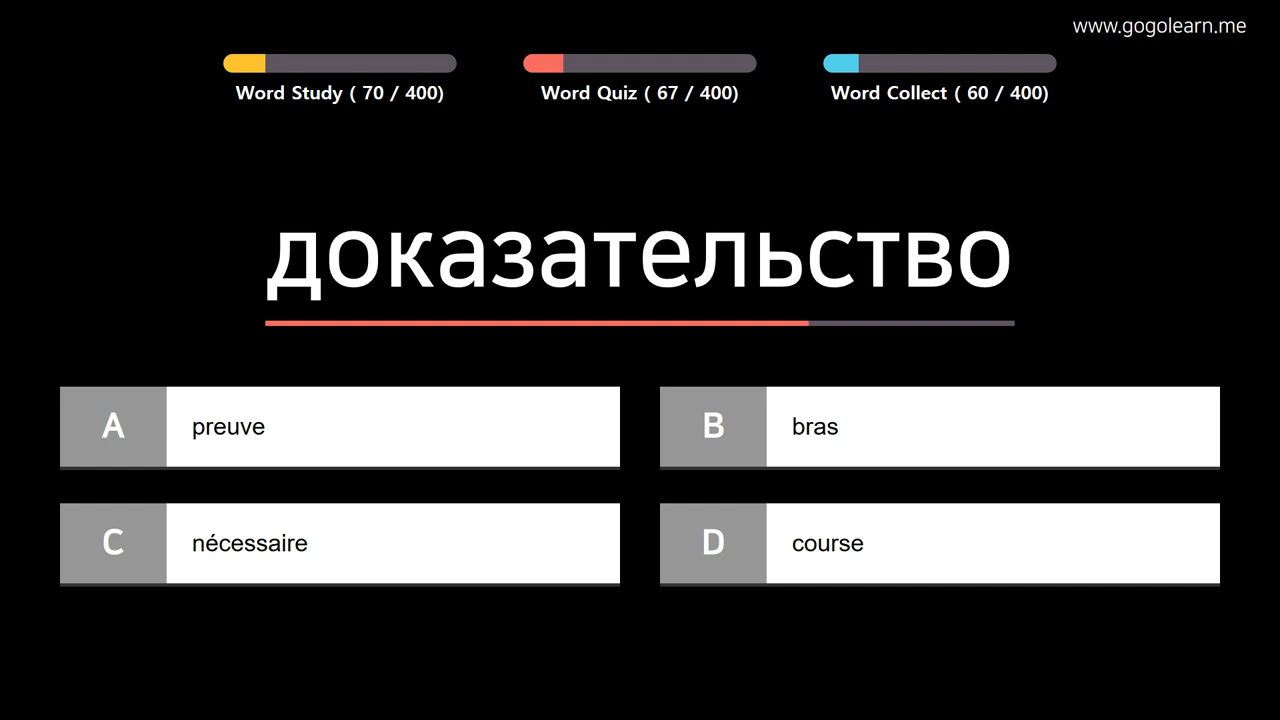 www.gogolearn.me
Word Study ( 70 / 400)
Word Quiz ( 67 / 400)
Word Collect ( 60 / 400)
доказательство
A preuve
B bras
C nécessaire
D course